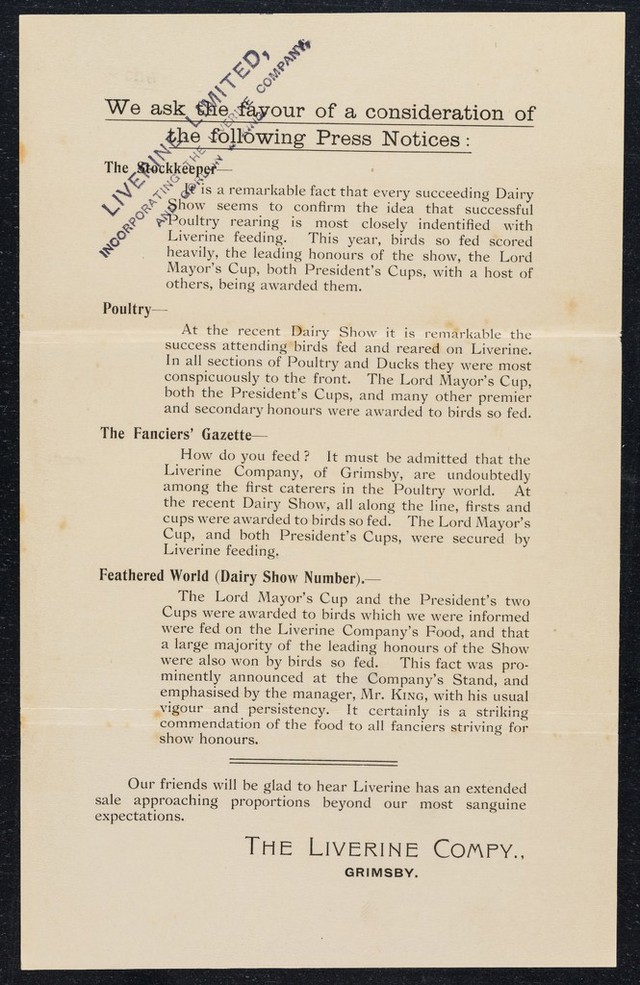 LIVERINE LIMITED,
INCORPORATING THE LIVERINE COMPANY,
AND
We ask the favour of a consideration of
the following Press Notices:
The Stockkeeper—
It is a remarkable fact that every succeeding Dairy
Show seems to confirm the idea that successful
Poultry rearing is most closely indentified with
Liverine feeding. This year, birds so fed scored
heavily, the leading honours of the show, the Lord
Mayor's Cup, both President's Cups, with a host of
others, being awarded them.
Poultry—
At the recent Dairy Show it is remarkable the
success attending birds fed and reared on Liverine.
In all sections of Poultry and Ducks they were most
conspicuously to the front. The Lord Mayor's Cup,
both the President's Cups, and many other premier
and secondary honours were awarded to birds so fed.
The Fanciers' Gazette—
How do you feed? It must be admitted that the
Liverine Company, of Grimsby, are undoubtedly
among the first caterers in the Poultry world. At
the recent Dairy Show, all along the line, firsts and
cups were awarded to birds so fed. The Lord Mayor's
Cup, and both President's Cups, were secured by
Liverine feeding.
Feathered World (Dairy Show Number).—
The Lord Mayor's Cup and the President's two
Cups were awarded to birds which we were informed
were fed on the Liverine Company's Food, and that
a large majority of the leading honours of the Show
were also won by birds so fed. This fact was pro-
minently announced at the Company's Stand, and
emphasised by the manager, Mr. King, with his usual
vigour and persistency. It certainly is a striking
commendation of the food to all fanciers striving for
show honours.
Our friends will be glad to hear Liverine has an extended
sale approaching proportions beyond our most sanguine
expectations.
The Liverine Compy.,
GRIMSBY.